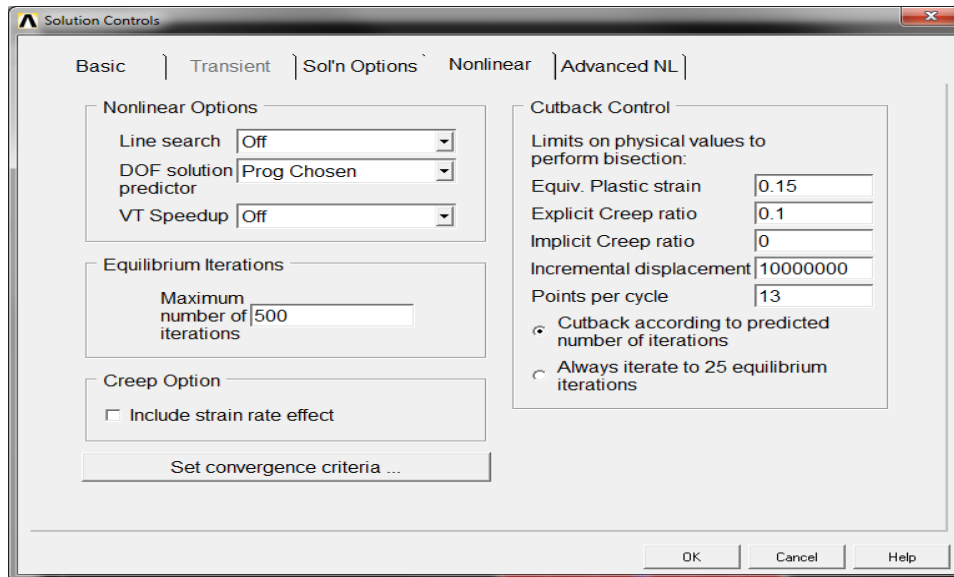 Solution Controls
Basic
Transient
Sol'n Options
Nonlinear
Advanced NL
Nonlinear Options
Line search Off
DOF solution Prog Chosen
predictor
VT Speedup Off
Equilibrium Iterations
Maximum
number of 500
iterations
Creep Option
Include strain rate effect
Set convergence criteria ...
Cutback Control
Limits on physical values to
perform bisection:
Equiv. Plastic strain 0.15
Explicit Creep ratio 0.1
Implicit Creep ratio 0
Incremental displacement 10000000
Points per cycle 13
Cutback according to predicted
number of iterations
Always iterate to 25 equilibrium
iterations
OK
Cancel
Help